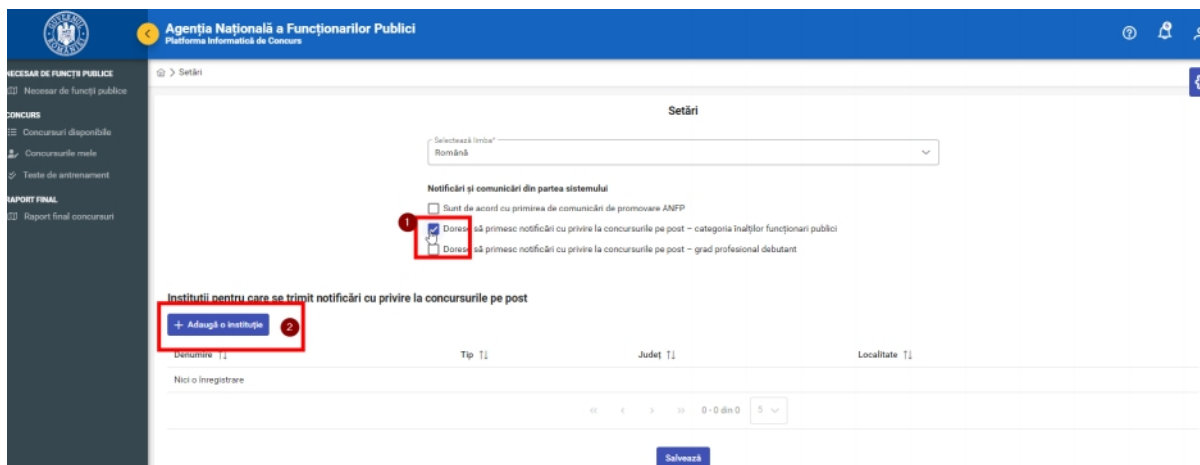 GUVERNUL ROMÂNIEI
Agenția Națională a Funcționarilor Publici
Platforma Informatică de Concurs
NECESAR DE FUNCȚII PUBLICE
Necesar de funcții publice
CONCURS
Concursuri disponibile
Concursurile mele
Teste de antrenament
RAPORT FINAL
Raport final concursuri
Setări
Setări
Selectează limba*
Română
Notificări și comunicări din partea sistemului
Sunt de acord cu primirea de comunicări de promovare ANFP
1
Doresc să primesc notificări cu privire la concursurile pe post – categoria înalților funcționari publici
Doresc să primesc notificări cu privire la concursurile pe post – grad profesional debutant
Instituții pentru care se trimit notificări cu privire la concursurile pe post
+ Adaugă o instituție
2
Denumire Tip Județ Localitate
Nici o înregistrare
0 - 0 din 0 5
Salvează